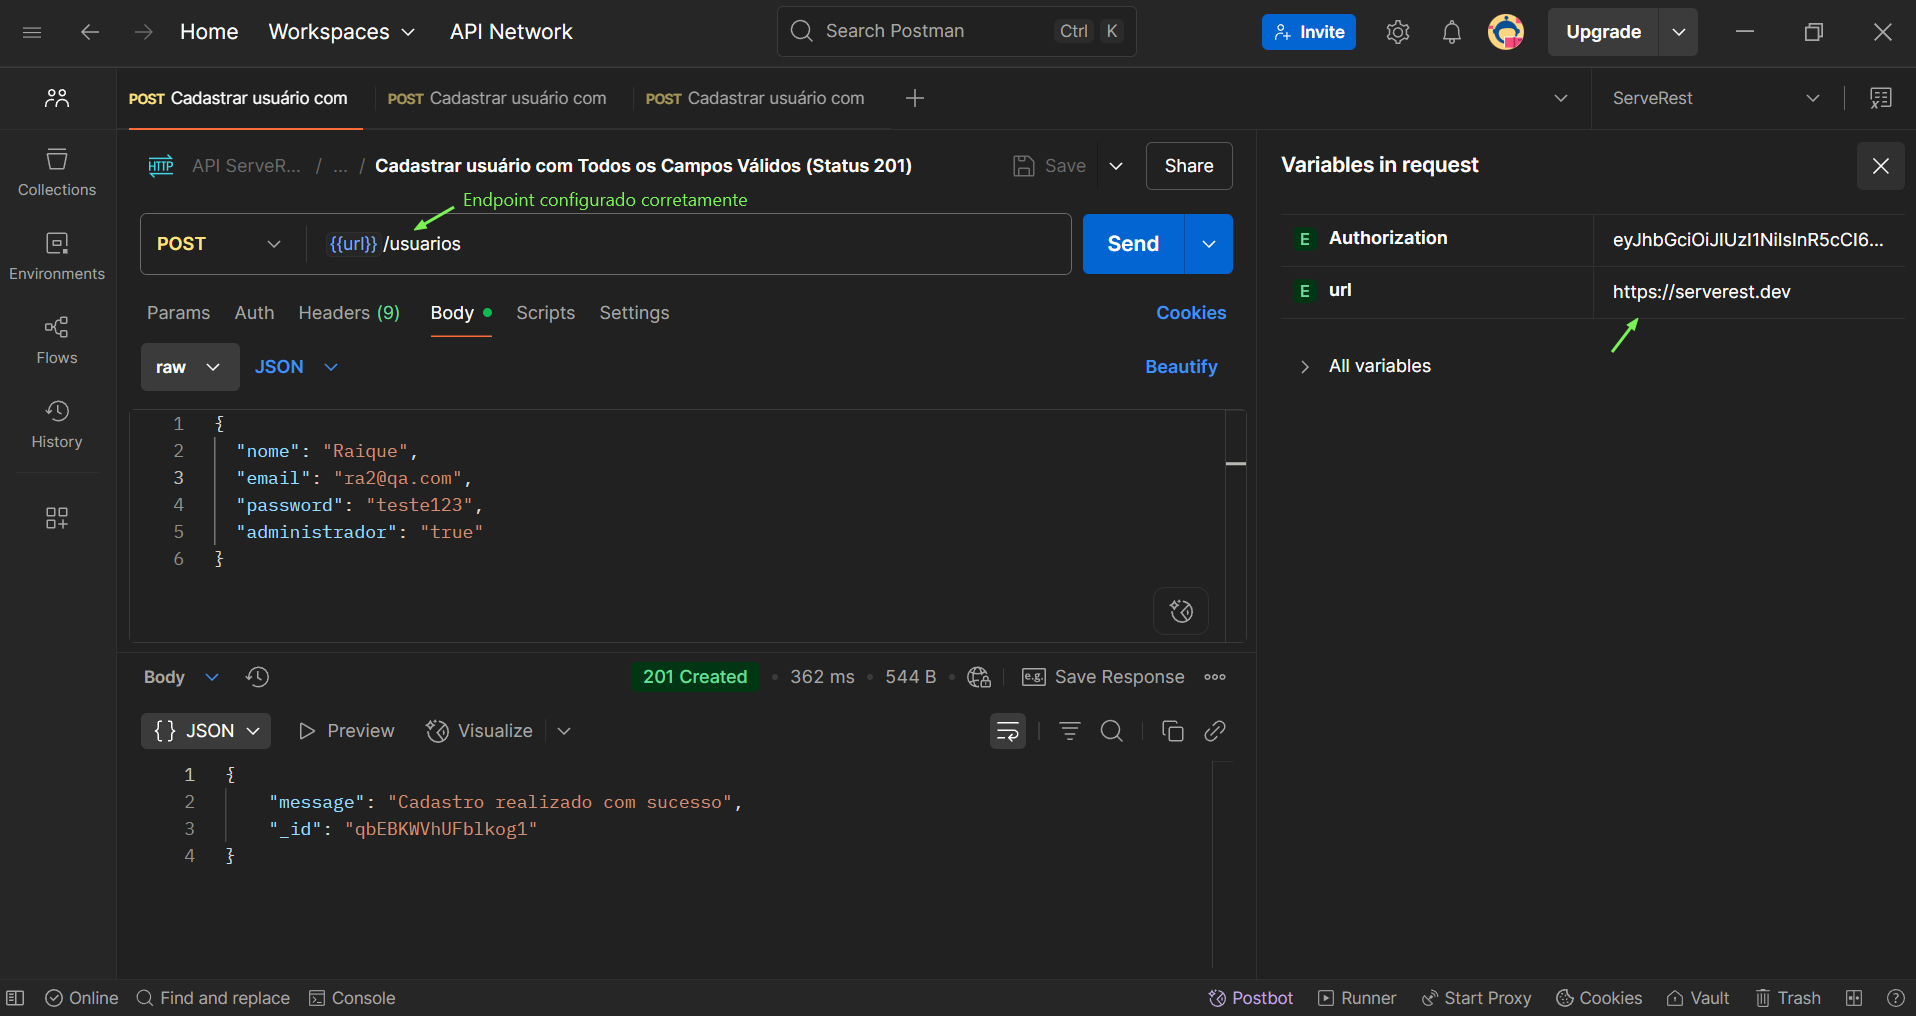 Home
Workspaces
API Network
Search Postman
Ctrl
K
Invite
Upgrade
POST Cadastrar usuário com
POST Cadastrar usuário com
POST Cadastrar usuário com
ServeRest
HTTP
API ServeR... / ... / Cadastrar usuário com Todos os Campos Válidos (Status 201)
Save
Share
Endpoint configurado corretamente
POST
{{url}} /usuarios
Send
Params
Auth
Headers (9)
Body
Scripts
Settings
Cookies
raw
JSON
Beautify
1 {
2 "nome": "Raique",
3 "email": "ra2@qa.com",
4 "password": "teste123",
5 "administrador": "true"
6 }
Body
201 Created • 362 ms • 544 B
e.g. Save Response
{} JSON
Preview
Visualize
1 {
2 "message": "Cadastro realizado com sucesso",
3 "_id": "qbEBKWVhUFblkog1"
4 }
Variables in request
E Authorization
eyJhbGciOiJIUzI1NiIsInR5cCI6...
E url
https://serverest.dev
All variables
Collections
Environments
Flows
History
Online
Find and replace
Console
Postbot
Runner
Start Proxy
Cookies
Vault
Trash